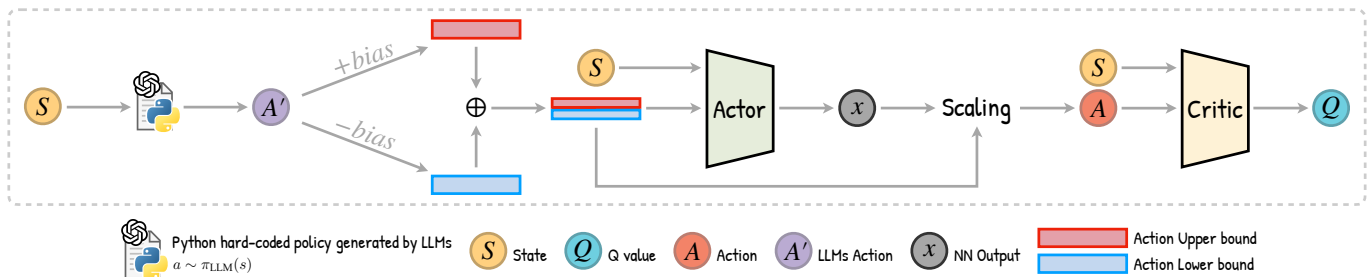 S
A′
+bias
−bias
⊕
S
Actor
x
Scaling
S
A
Critic
Q
Python hard-coded policy generated by LLMs
a ∼ π_LLM(s)
S State
Q Q value
A Action
A′ LLMs Action
x NN Output
Action Upper bound
Action Lower bound